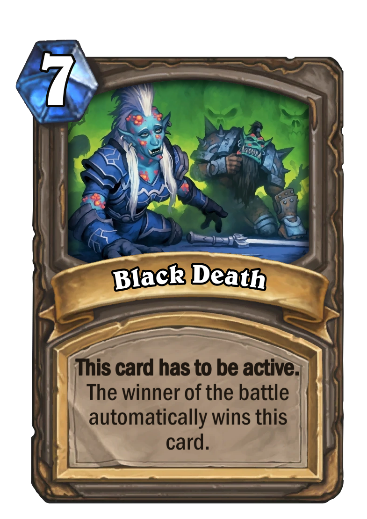 7
Black Death
This card has to be active.
The winner of the battle
automatically wins this
card.